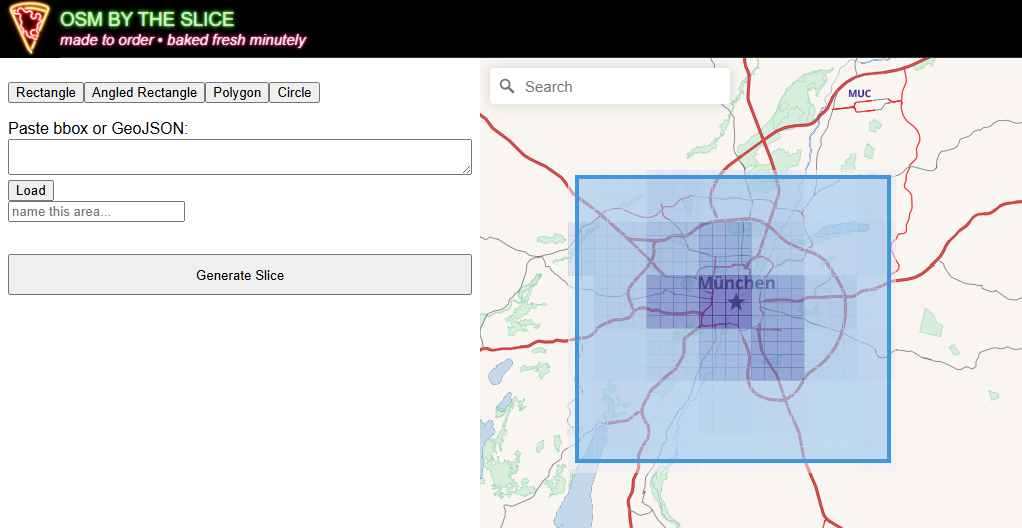 OSM BY THE SLICE
made to order • baked fresh minutely
Rectangle Angled Rectangle Polygon Circle
Paste bbox or GeoJSON:
Load
name this area...
Generate Slice
Search
MUC
München